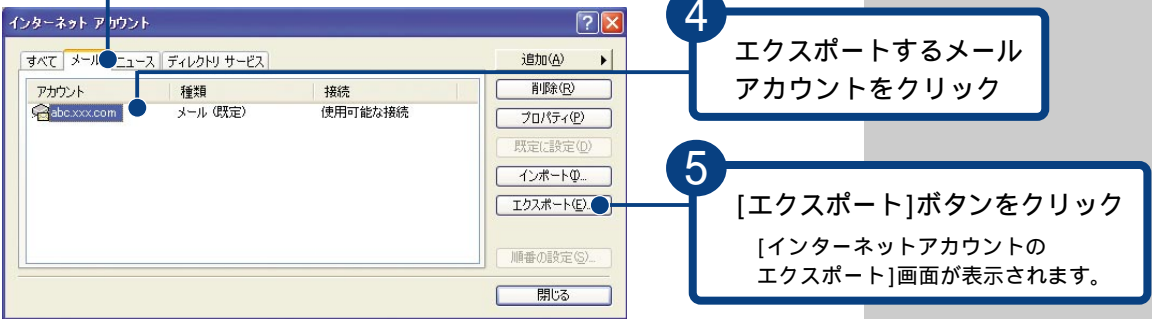 インターネット アカウント
すべて メール ニュース ディレクトリ サービス
アカウント 種類 接続
abc.xxx.com メール (既定) 使用可能な接続
追加(A)
削除(R)
プロパティ(P)
既定に設定(D)
インポート(I)...
エクスポート(E)...
順番の設定(S)...
閉じる
4
エクスポートするメール
アカウントをクリック
5
[エクスポート]ボタンをクリック
[インターネットアカウントの
エクスポート]画面が表示されます。